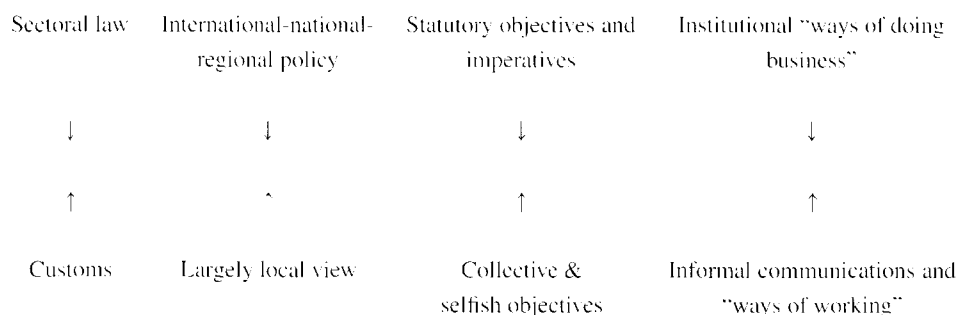 Sectoral law International-national- Statutory objectives and Institutional “ways of doing
regional policy imperatives business”
↓ ↓ ↓ ↓
↑ ↑ ↑
Customs Largely local view Collective & Informal communications and
selfish objectives “ways of working”